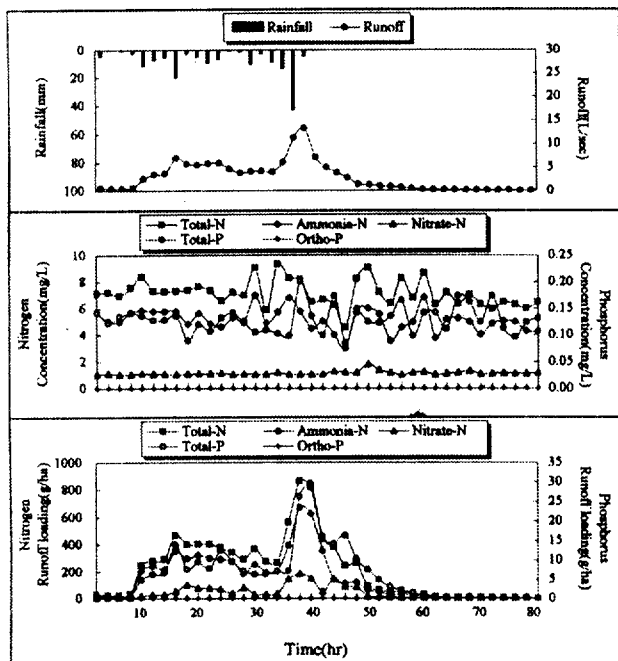 Rainfall Runoff
0 30
20 25
40 20
60 15
80 10
5
100 0
Rainfall(mm)
Runoff(L/sec)
Total-N Ammonia-N Nitrate-N
Total-P Ortho-P
10 0.25
8 0.20
6 0.15
4 0.10
2 0.05
0 0.00
Nitrogen
Concentration(mg/L)
Phosphorus
Concentration(mg/L)
Total-N Ammonia-N Nitrate-N
Total-P Ortho-P
1000 35
800 30
25
600 20
400 15
10
200 5
0 0
Nitrogen
Runoff loading(g/ha)
Phosphorus
Runoff loading(g/ha)
10 20 30 40 50 60 70 80
Time(hr)